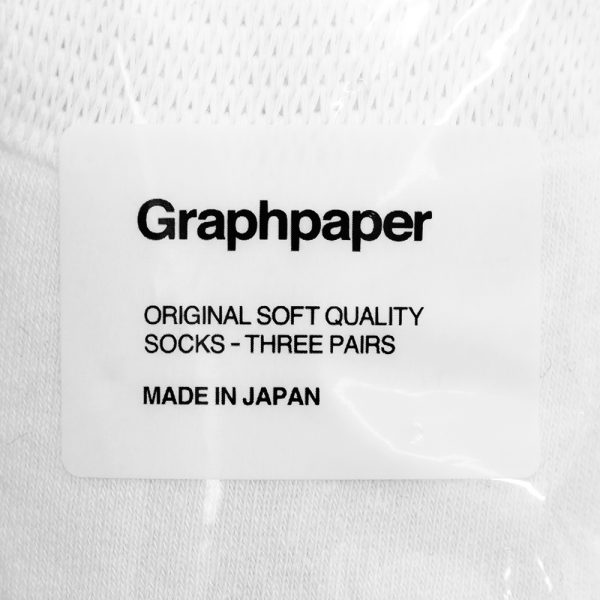 Graphpaper
ORIGINAL SOFT QUALITY
SOCKS - THREE PAIRS
MADE IN JAPAN